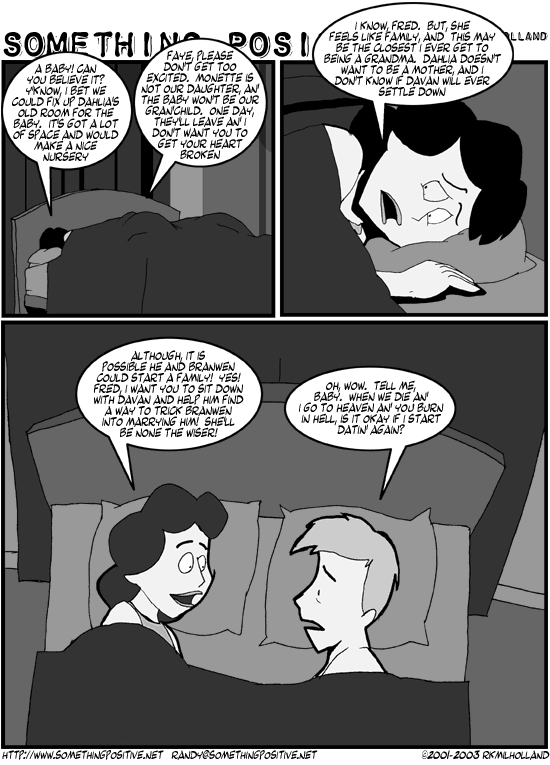 SOMETHING POSI
HOLLAND
A BABY! CAN
YOU BELIEVE IT?
Y'KNOW, I BET WE
COULD FIX UP DAHLIA'S
OLD ROOM FOR THE
BABY. IT'S GOT A LOT
OF SPACE AND WOULD
MAKE A NICE
NURSERY
FAYE, PLEASE
DON'T GET TOO
EXCITED. MONETTE IS
NOT OUR DAUGHTER, AN'
THE BABY WON'T BE OUR
GRAN'CHILD. ONE DAY,
THEY'LL LEAVE AN' I
DON'T WANT YOU TO
GET YOUR HEART
BROKEN
I KNOW, FRED. BUT, SHE
FEELS LIKE FAMILY, AND THIS MAY
BE THE CLOSEST I EVER GET TO
BEING A GRANDMA. DAHLIA DOESN'T
WANT TO BE A MOTHER, AND I
DON'T KNOW IF DAVAN WILL EVER
SETTLE DOWN
ALTHOUGH, IT IS
POSSIBLE HE AND BRANWEN
COULD START A FAMILY! YES!
FRED, I WANT YOU TO SIT DOWN
WITH DAVAN AND HELP HIM FIND
A WAY TO TRICK BRANWEN
INTO MARRYING HIM! SHE'LL
BE NONE THE WISER!
OH, WOW. TELL ME,
BABY. WHEN WE DIE AN'
I GO TO HEAVEN AN' YOU BURN
IN HELL, IS IT OKAY IF I START
DATIN' AGAIN?
HTTP://WWW.SOMETHINGPOSITIVE.NET RANDY@SOMETHINGPOSITIVE.NET ©2001-2003 RKMILHOLLAND